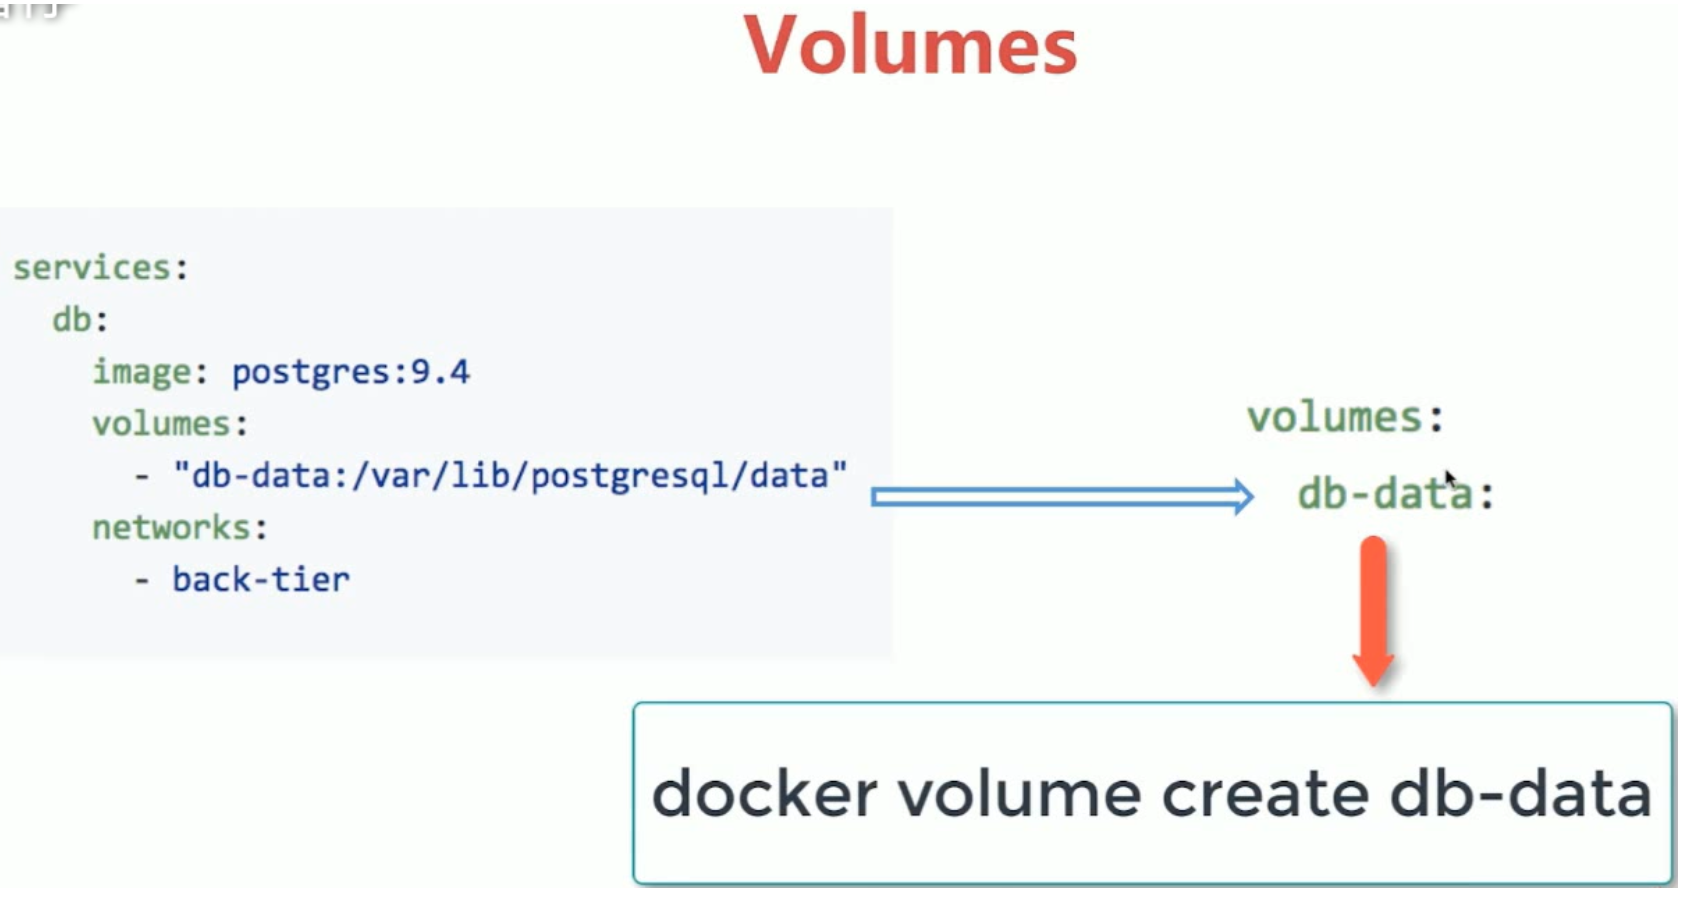 Volumes
services:
  db:
    image: postgres:9.4
    volumes:
      - "db-data:/var/lib/postgresql/data"
    networks:
      - back-tier
volumes:
  db-data:
docker volume create db-data